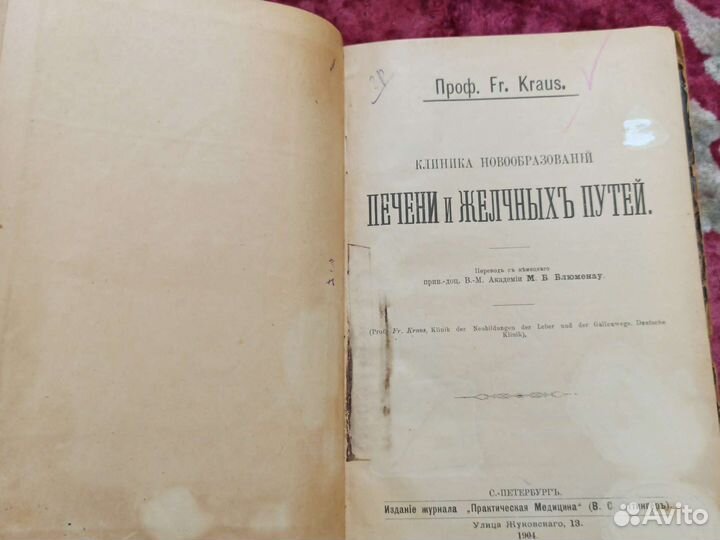 Проф. Fr. Kraus.
КЛИНИКА НОВООБРАЗОВАНІЙ
ПЕЧЕНИ и ЖЕЛЧНЫХЪ ПУТЕЙ.
Переводъ съ нѣмецкаго
прив.-доц. В.-М. Академіи М. Б Блюменау.
(Prof. Fr. Kraus, Klinik der Neubildungen der Leber und der Gallenwege. Deutsche
Klinik),
С.-ПЕТЕРБУРГЪ.
Изданіе журнала „Практическая Медицина" (В. С.
Улица Жуковскаго, 13.
1904
Avito